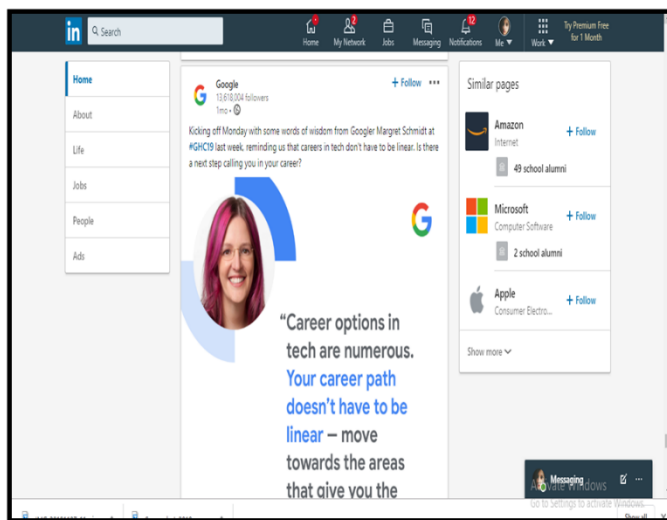 in
Search
Home
My Network
2
Jobs
Messaging
Notifications
12
Me
Work
Try Premium Free
for 1 Month
Home
About
Life
Jobs
People
Ads
Google
13,618,004 followers
1mo •
+ Follow
Kicking off Monday with some words of wisdom from Googler Margret Schmidt at
#GHC19 last week, reminding us that careers in tech don't have to be linear. Is there
a next step calling you in your career?
G
“Career options in
tech are numerous.
Your career path
doesn't have to be
linear – move
towards the areas
that give you the
Similar pages
Amazon
Internet
+ Follow
49 school alumni
Microsoft
Computer Software
+ Follow
2 school alumni
Apple
Consumer Electro...
+ Follow
Show more
Messaging
Activate Windows
Go to Settings to activate Windows.
Show all